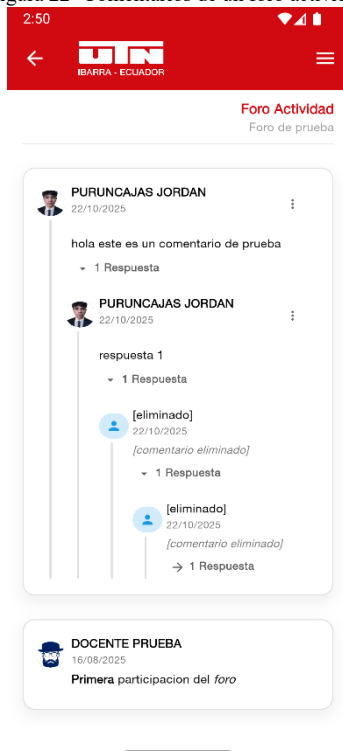 2:50
UTN
IBARRA - ECUADOR
Foro Actividad
Foro de prueba
PURUNCAJAS JORDAN
22/10/2025
hola este es un comentario de prueba
1 Respuesta
PURUNCAJAS JORDAN
22/10/2025
respuesta 1
1 Respuesta
[eliminado]
22/10/2025
[comentario eliminado]
1 Respuesta
[eliminado]
22/10/2025
[comentario eliminado]
1 Respuesta
DOCENTE PRUEBA
16/08/2025
Primera participacion del foro